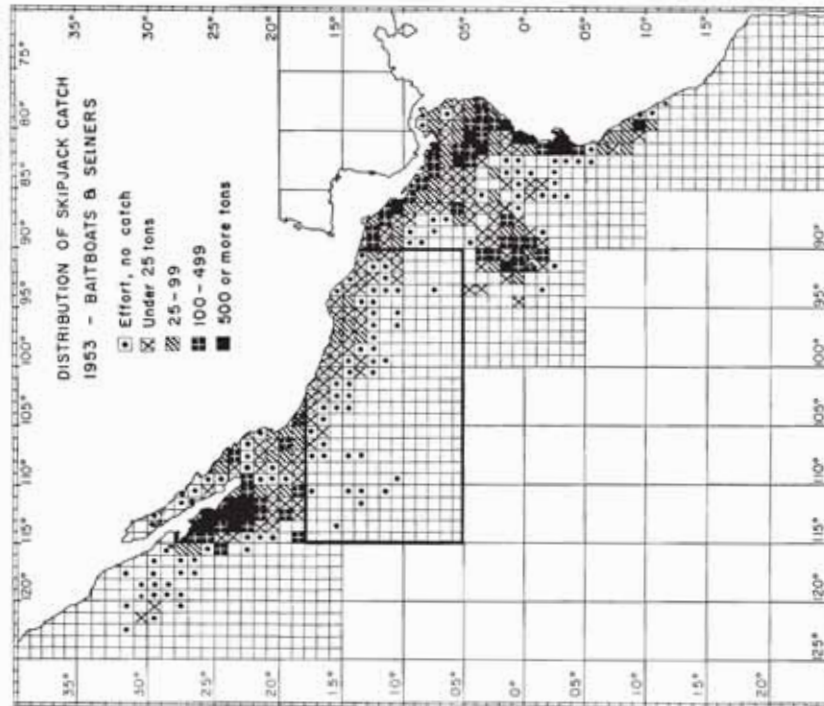 DISTRIBUTION OF SKIPJACK CATCH
1953 - BAITBOATS & SEINERS
Effort, no catch
Under 25 tons
25 - 99
100 - 499
500 or more tons
120° 115° 110° 105° 100° 95° 90° 85° 80° 75°
35° 35°
30° 30°
25° 25°
20° 20°
15° 15°
10° 10°
05° 05°
0° 0°
05° 05°
10° 10°
15° 15°
20°
125° 120° 115° 110° 105° 100° 95° 90°